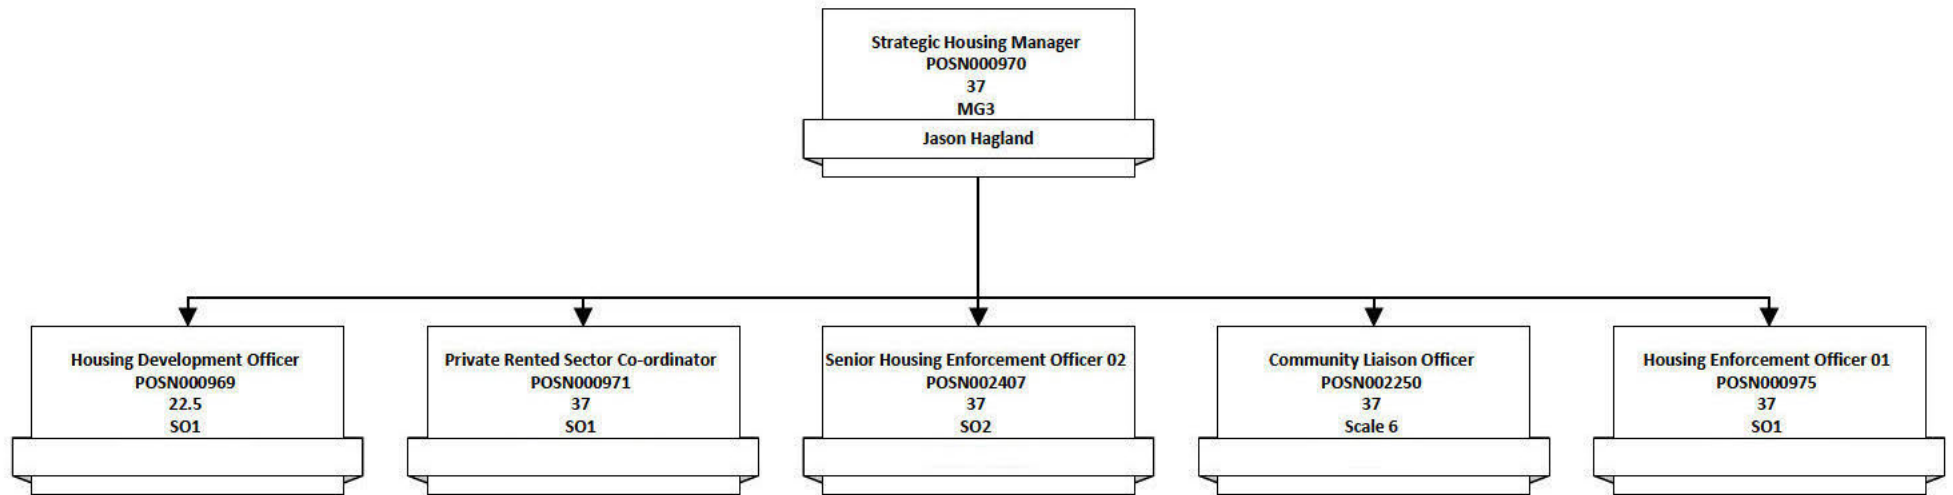 Strategic Housing Manager
POSN000970
37
MG3
Jason Hagland
Housing Development Officer
POSN000969
22.5
SO1
Private Rented Sector Co-ordinator
POSN000971
37
SO1
Senior Housing Enforcement Officer 02
POSN002407
37
SO2
Community Liaison Officer
POSN002250
37
Scale 6
Housing Enforcement Officer 01
POSN000975
37
SO1